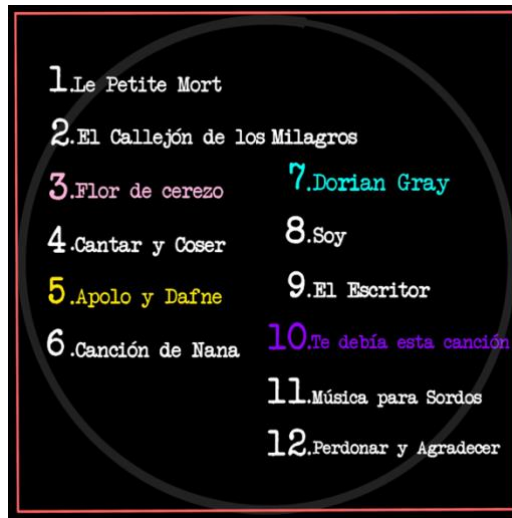 1.Le Petite Mort
2.El Callejón de los Milagros
3.Flor de cerezo
4.Cantar y Coser
5.Apolo y Dafne
6.Canción de Nana
7.Dorian Gray
8.Soy
9.El Escritor
10.Te debía esta canción
11.Música para Sordos
12.Perdonar y Agradecer